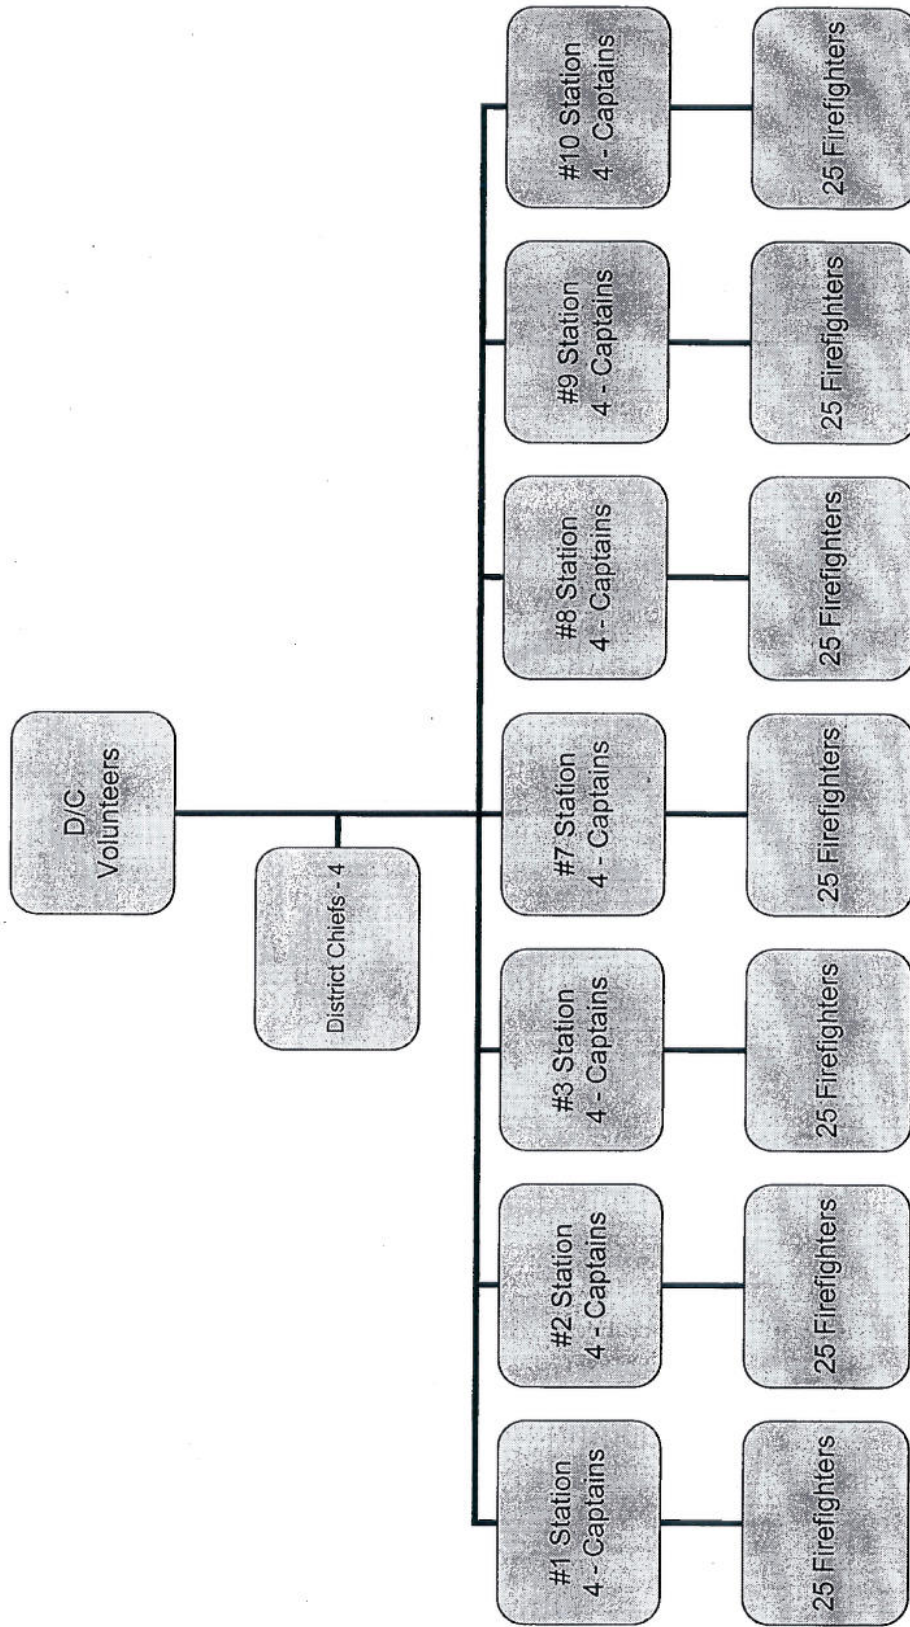 D/C
Volunteers
District Chiefs - 4
#1 Station
4 - Captains
#2 Station
4 - Captains
#3 Station
4 - Captains
#7 Station
4 - Captains
#8 Station
4 - Captains
#9 Station
4 - Captains
#10 Station
4 - Captains
25 Firefighters
25 Firefighters
25 Firefighters
25 Firefighters
25 Firefighters
25 Firefighters
25 Firefighters